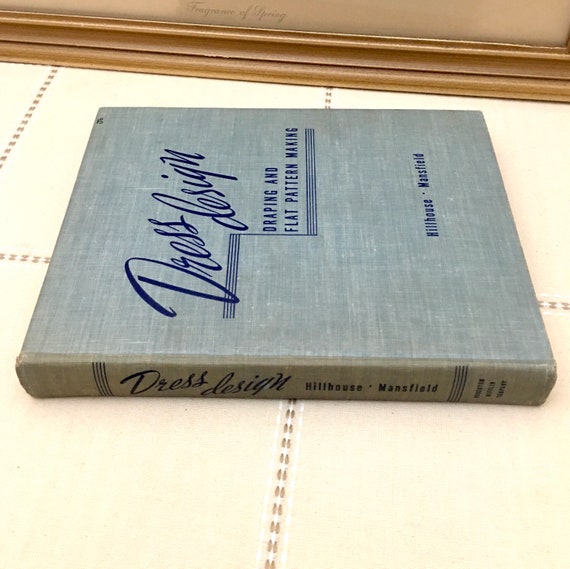 Fragrance of Spring
Dress
design
DRAPING AND
FLAT PATTERN MAKING
Hillhouse · Mansfield
Dress design
Hillhouse · Mansfield
HOUGHTON
MIFFLIN
COMPANY